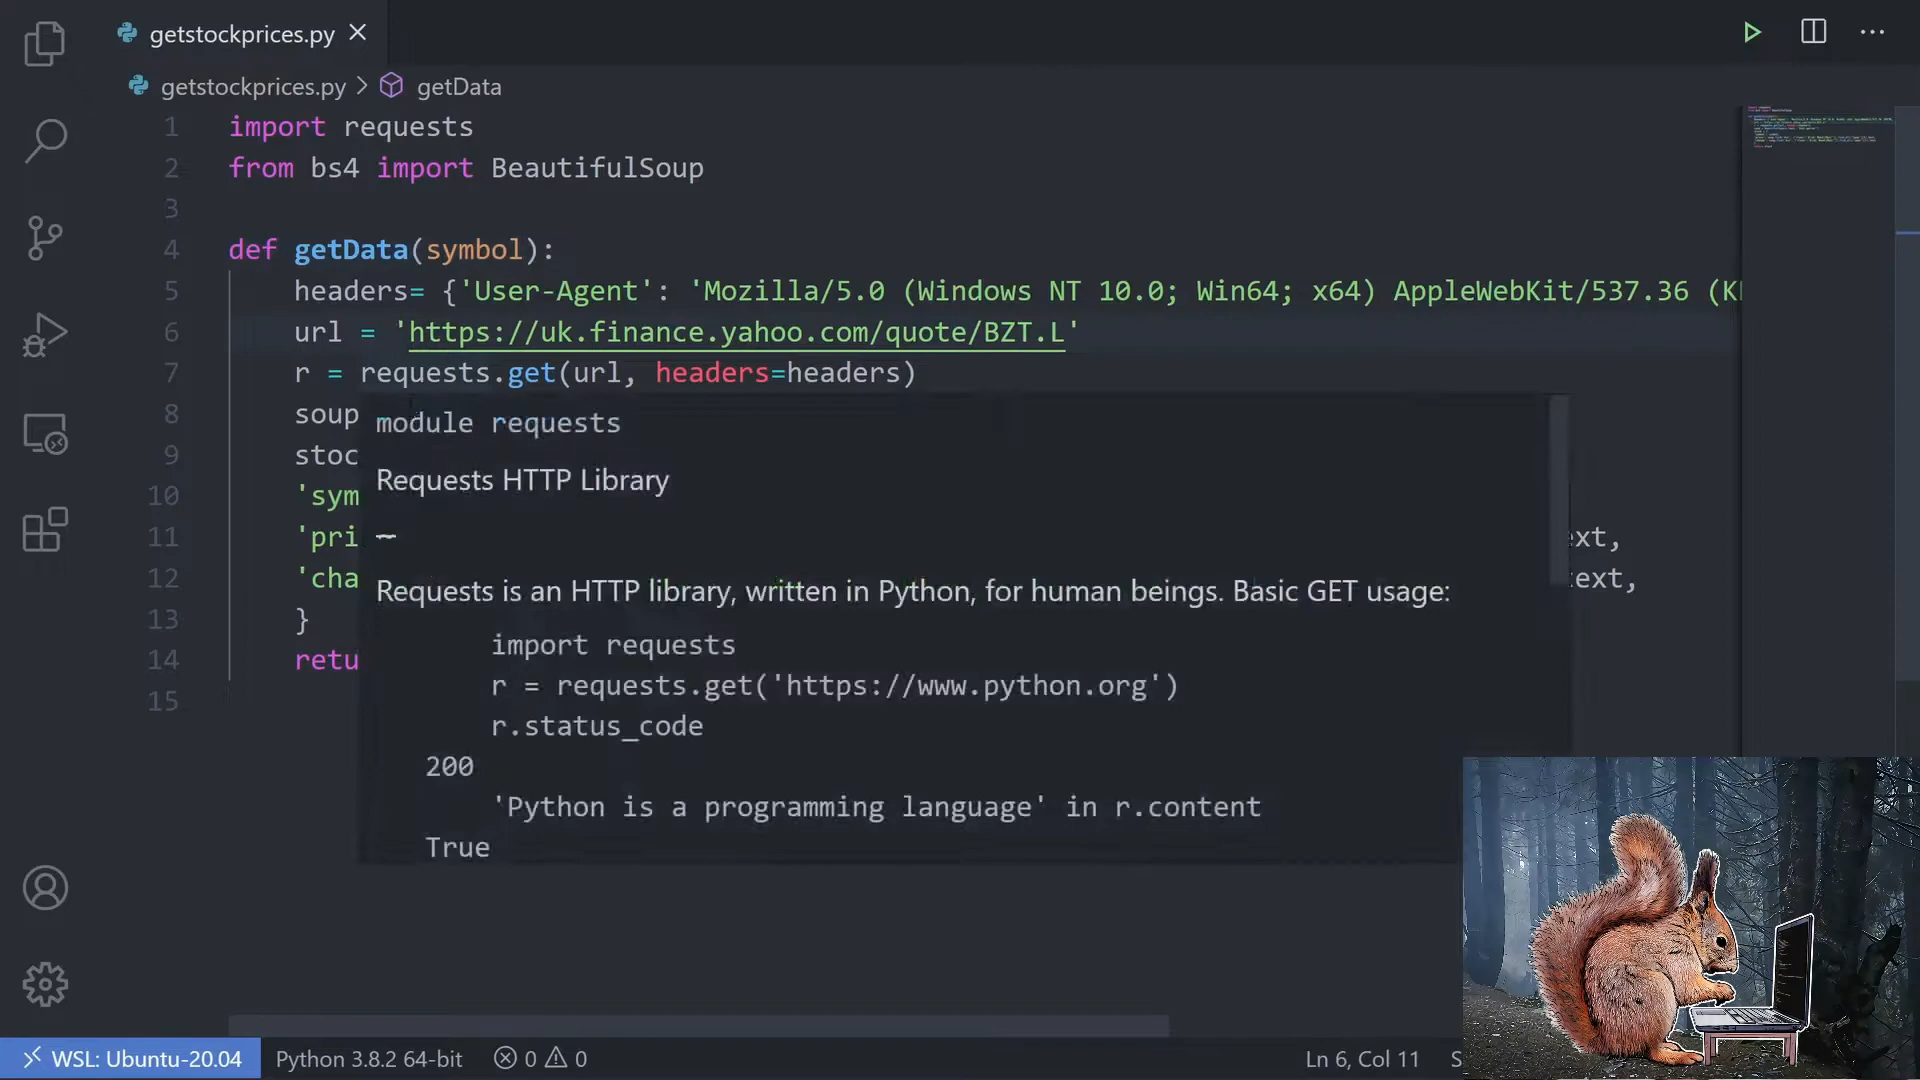 getstockprices.py
getstockprices.py > getData
1 import requests
2 from bs4 import BeautifulSoup
3
4 def getData(symbol):
5 headers= {'User-Agent': 'Mozilla/5.0 (Windows NT 10.0; Win64; x64) AppleWebKit/537.36 (K
6 url = 'https://uk.finance.yahoo.com/quote/BZT.L'
7 r = requests.get(url, headers=headers)
8 soup
9 stoc
10 'sym
11 'pri ext,
12 'cha text,
13 }
14 retu
15
module requests
Requests HTTP Library
~
Requests is an HTTP library, written in Python, for human beings. Basic GET usage:
import requests
r = requests.get('https://www.python.org')
r.status_code
200
'Python is a programming language' in r.content
True
WSL: Ubuntu-20.04 Python 3.8.2 64-bit 0 0 Ln 6, Col 11 S